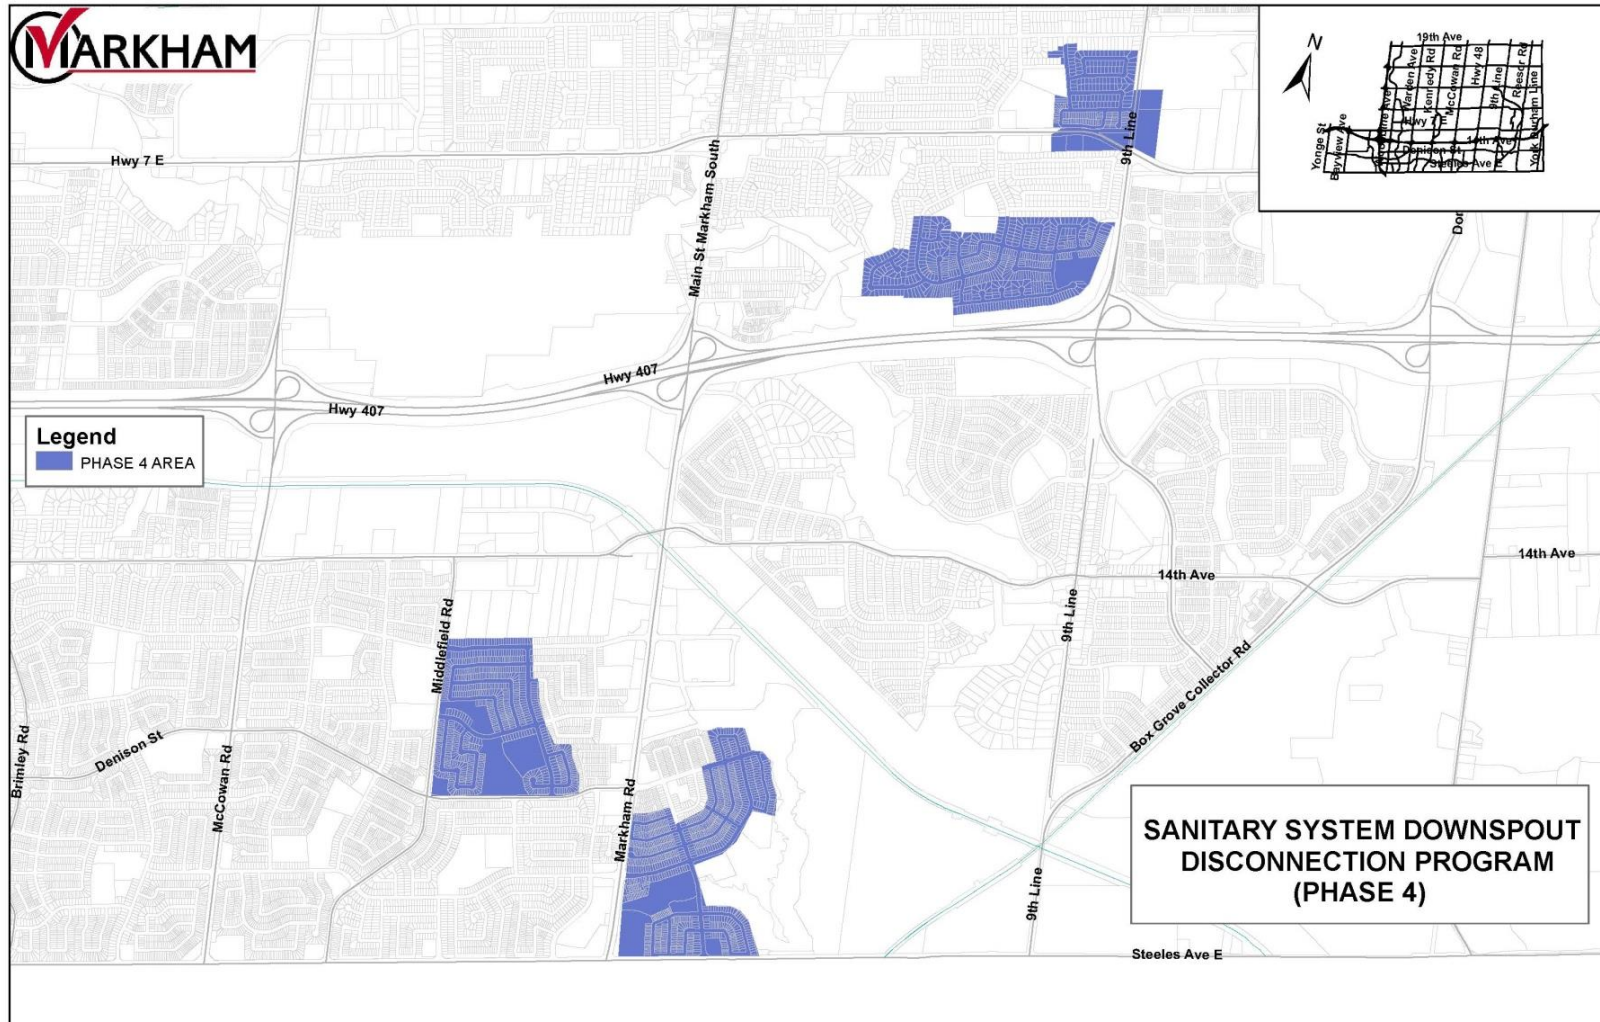 MARKHAM
19th Ave
Warden Ave
Kennedy Rd
McCowan Rd
Hwy 48
9th Line
Reesor Rd
York Durham Line
Hwy 7 E
14th Ave
Denison St
Steeles Ave E
Yonge St
Bayview Ave
Hwy 7 E
Main St Markham South
9th Line
Hwy 407
Hwy 407
Legend
PHASE 4 AREA
14th Ave
14th Ave
9th Line
Middlefield Rd
Box Grove Collector Rd
Brimley Rd
Denison St
McCowan Rd
Markham Rd
9th Line
SANITARY SYSTEM DOWNSPOUT
DISCONNECTION PROGRAM
(PHASE 4)
Steeles Ave E